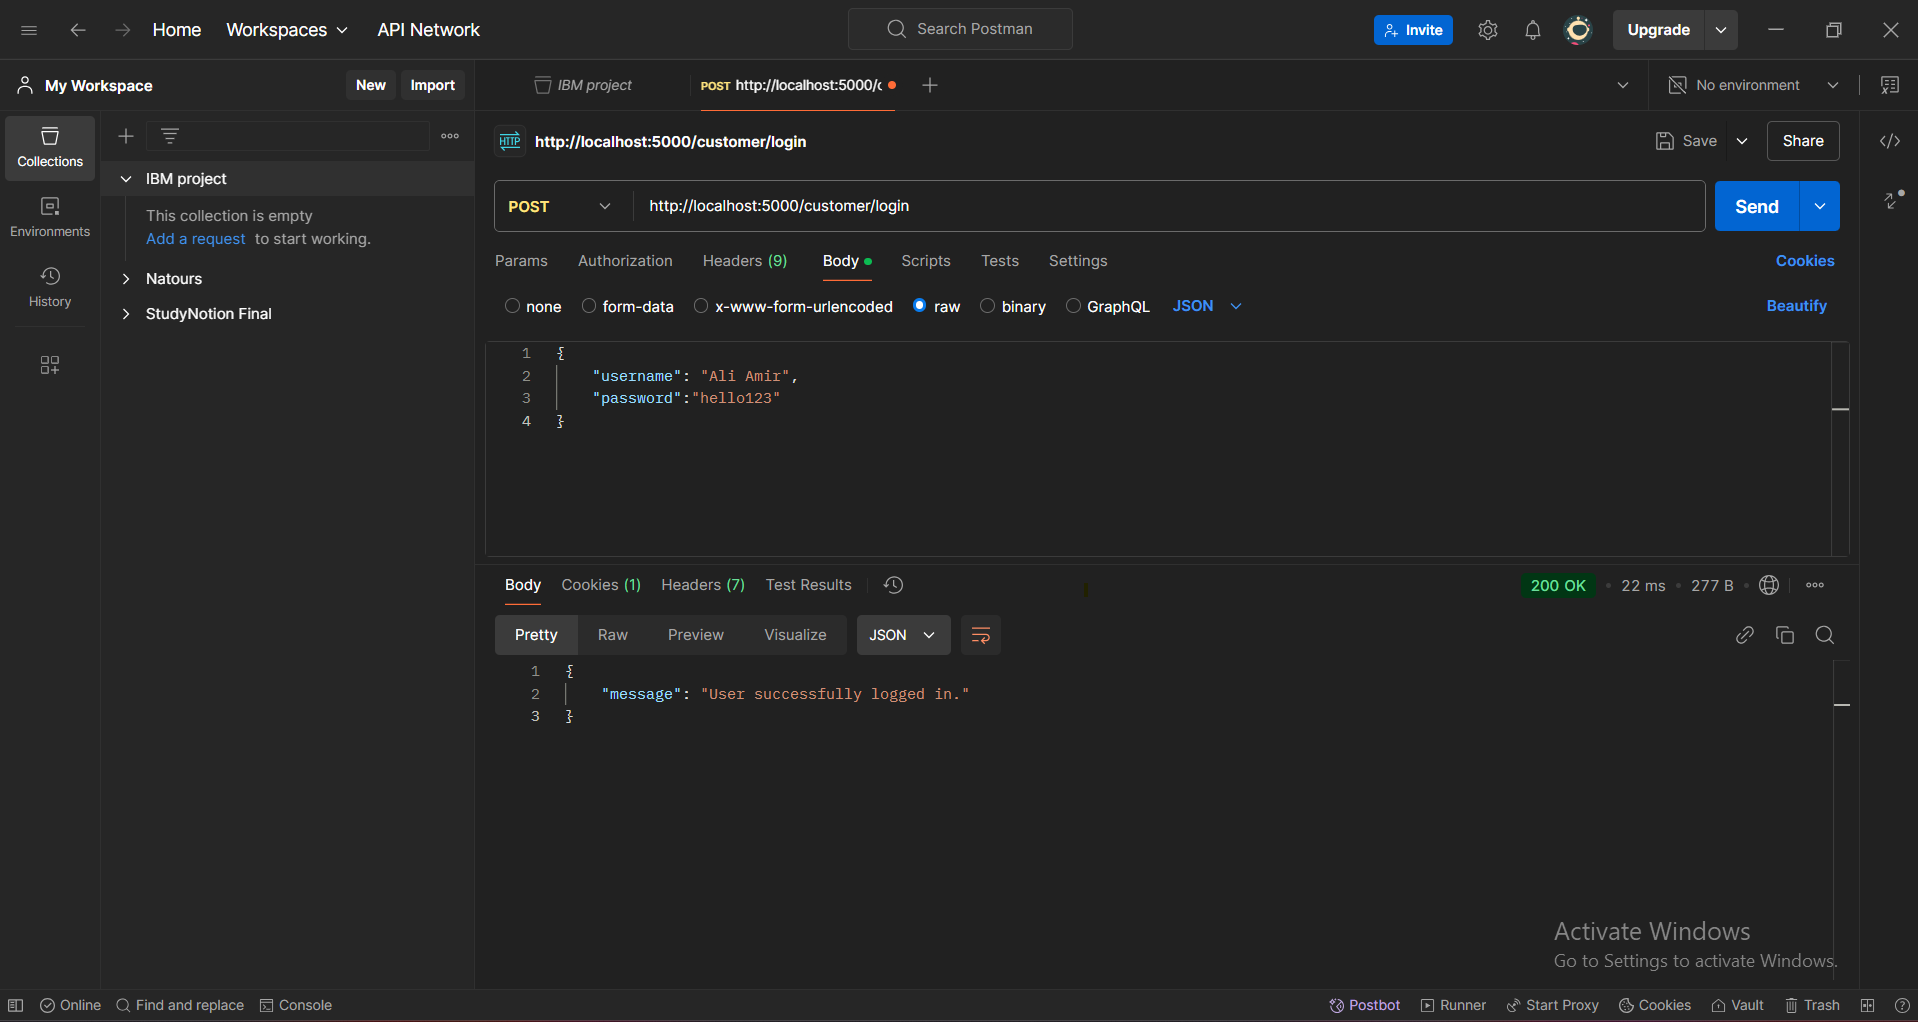 Home Workspaces API Network Search Postman Invite Upgrade
My Workspace New Import IBM project POST http://localhost:5000/c No environment
Collections
Environments
History
IBM project
This collection is empty
Add a request to start working.
Natours
StudyNotion Final
HTTP http://localhost:5000/customer/login Save Share
POST http://localhost:5000/customer/login Send
Params Authorization Headers (9) Body Scripts Tests Settings Cookies
none form-data x-www-form-urlencoded raw binary GraphQL JSON Beautify
1 {
2 "username": "Ali Amir",
3 "password":"hello123"
4 }
Body Cookies (1) Headers (7) Test Results 200 OK 22 ms 277 B
Pretty Raw Preview Visualize JSON
1 {
2 "message": "User successfully logged in."
3 }
Activate Windows
Go to Settings to activate Windows.
Online Find and replace Console Postbot Runner Start Proxy Cookies Vault Trash